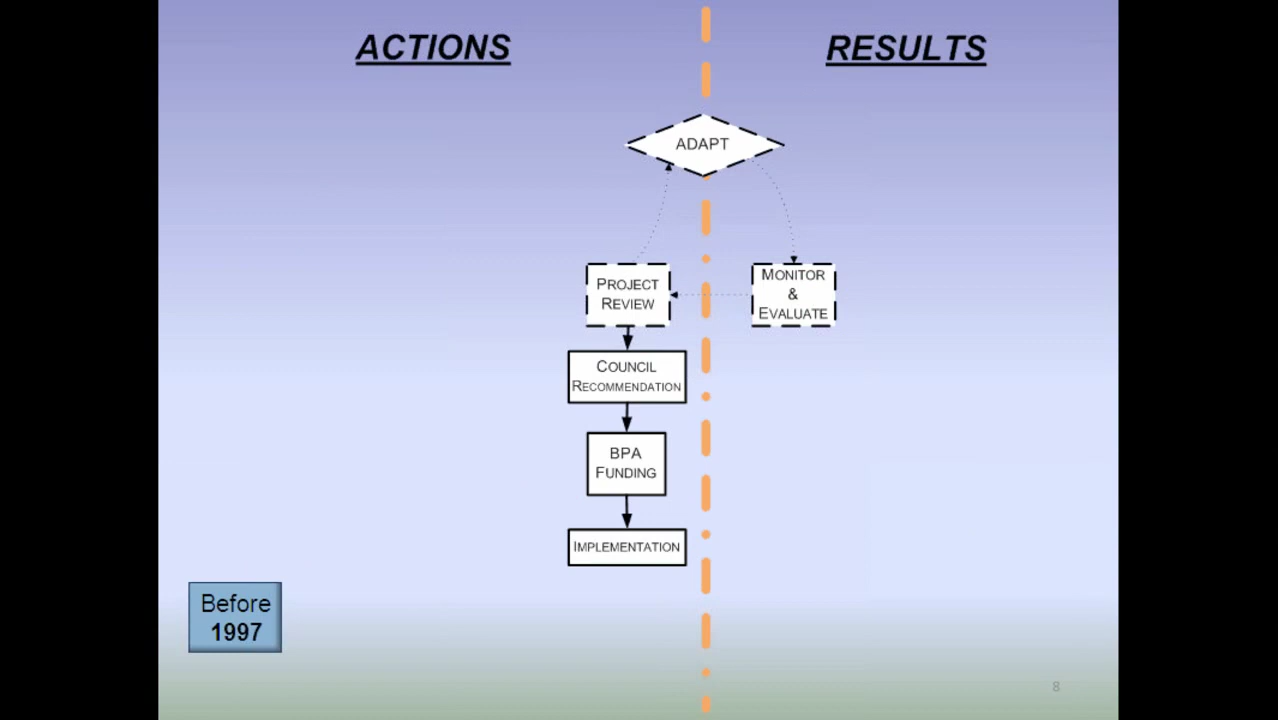 ACTIONS
RESULTS
ADAPT
PROJECT
REVIEW
MONITOR
&
EVALUATE
COUNCIL
RECOMMENDATION
BPA
FUNDING
IMPLEMENTATION
Before
1997
8